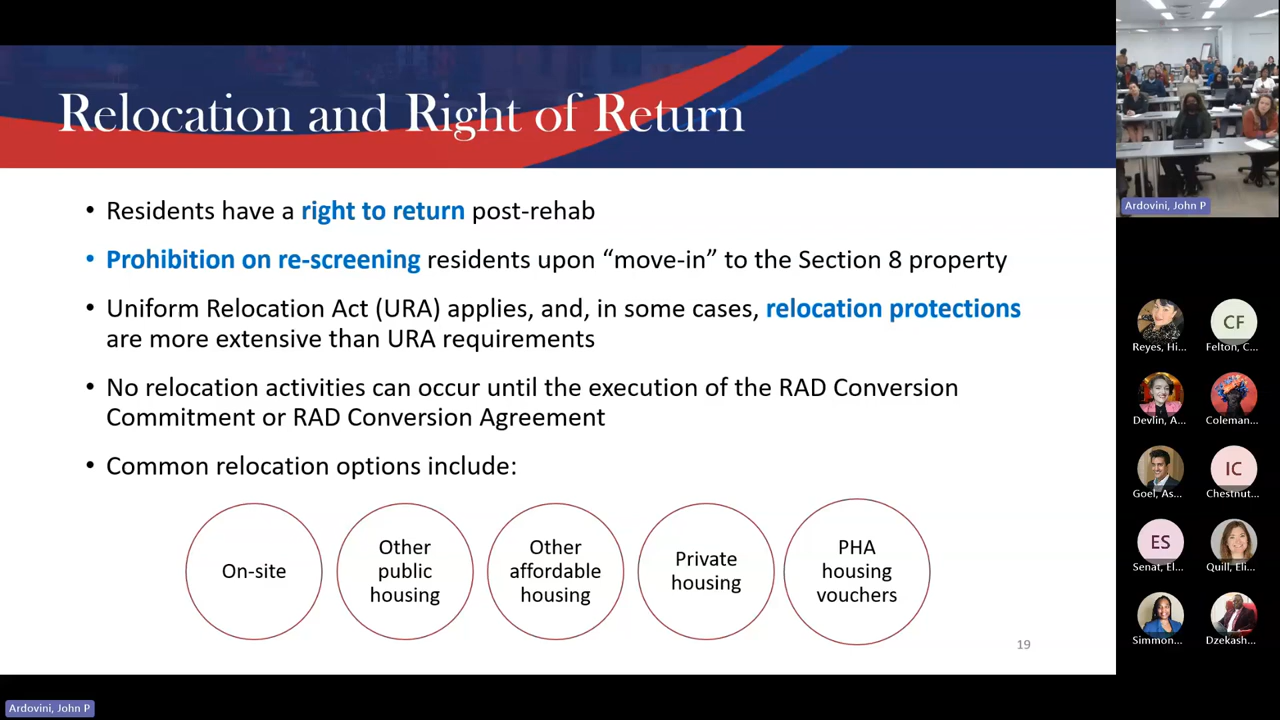 Relocation and Right of Return
• Residents have a right to return post-rehab
• Prohibition on re-screening residents upon “move-in” to the Section 8 property
• Uniform Relocation Act (URA) applies, and, in some cases, relocation protections
are more extensive than URA requirements
• No relocation activities can occur until the execution of the RAD Conversion
Commitment or RAD Conversion Agreement
• Common relocation options include:
On-site
Other
public
housing
Other
affordable
housing
Private
housing
PHA
housing
vouchers
19
Ardovini, John P
Reyes, Hi...
CF
Felton, C...
Devlin, A...
Coleman...
Goel, As...
IC
Chestnut...
ES
Senat, El...
Quill, Eli...
Simmon...
Dzekash...
Ardovini, John P